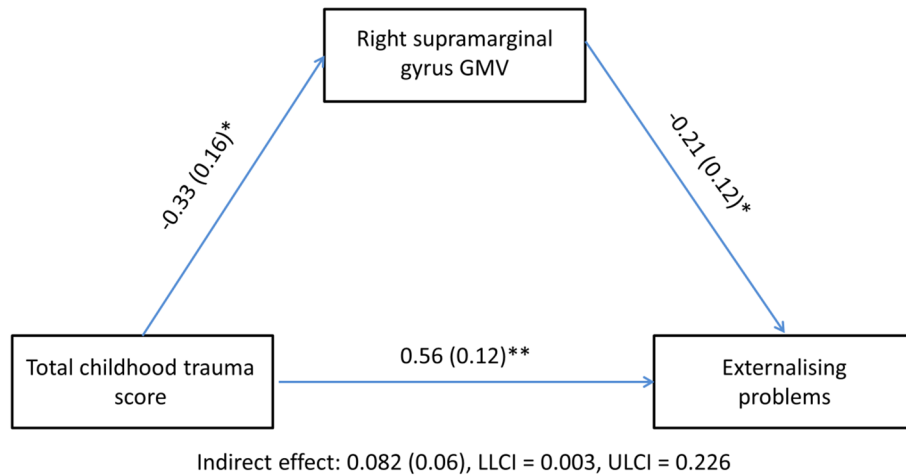 Right supramarginal
gyrus GMV
-0.33 (0.16)*
-0.21 (0.12)*
Total childhood trauma
score
0.56 (0.12)**
Externalising
problems
Indirect effect: 0.082 (0.06), LLCI = 0.003, ULCI = 0.226